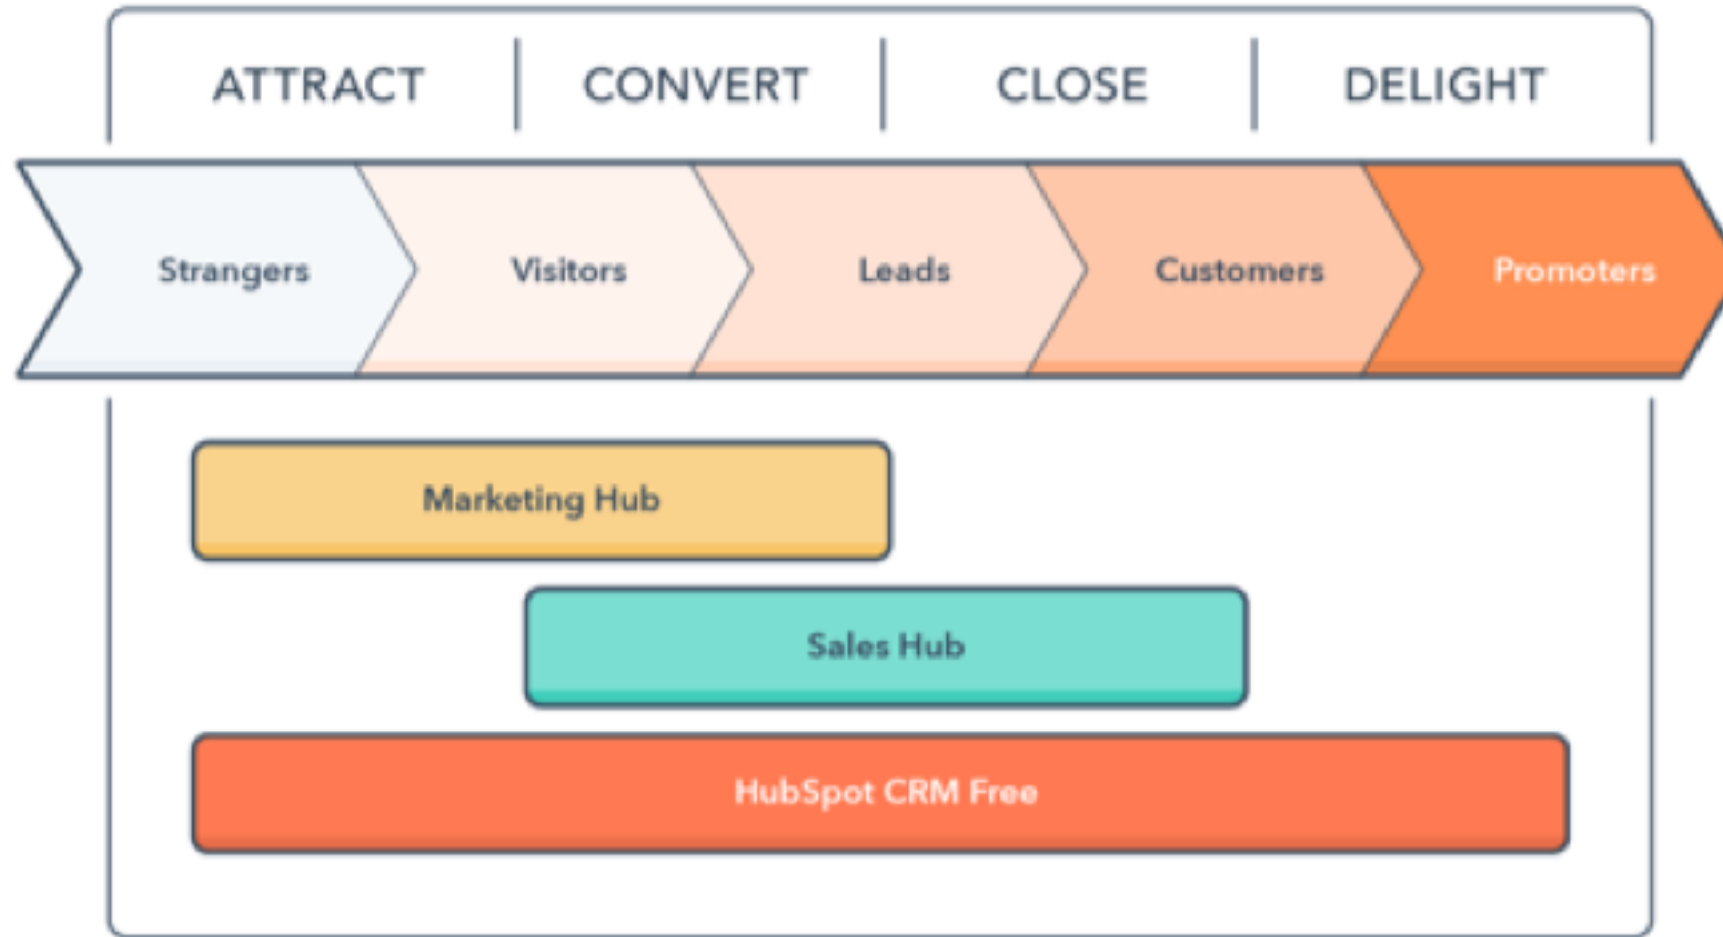 ATTRACT CONVERT CLOSE DELIGHT
Strangers Visitors Leads Customers Promoters
Marketing Hub
Sales Hub
HubSpot CRM Free